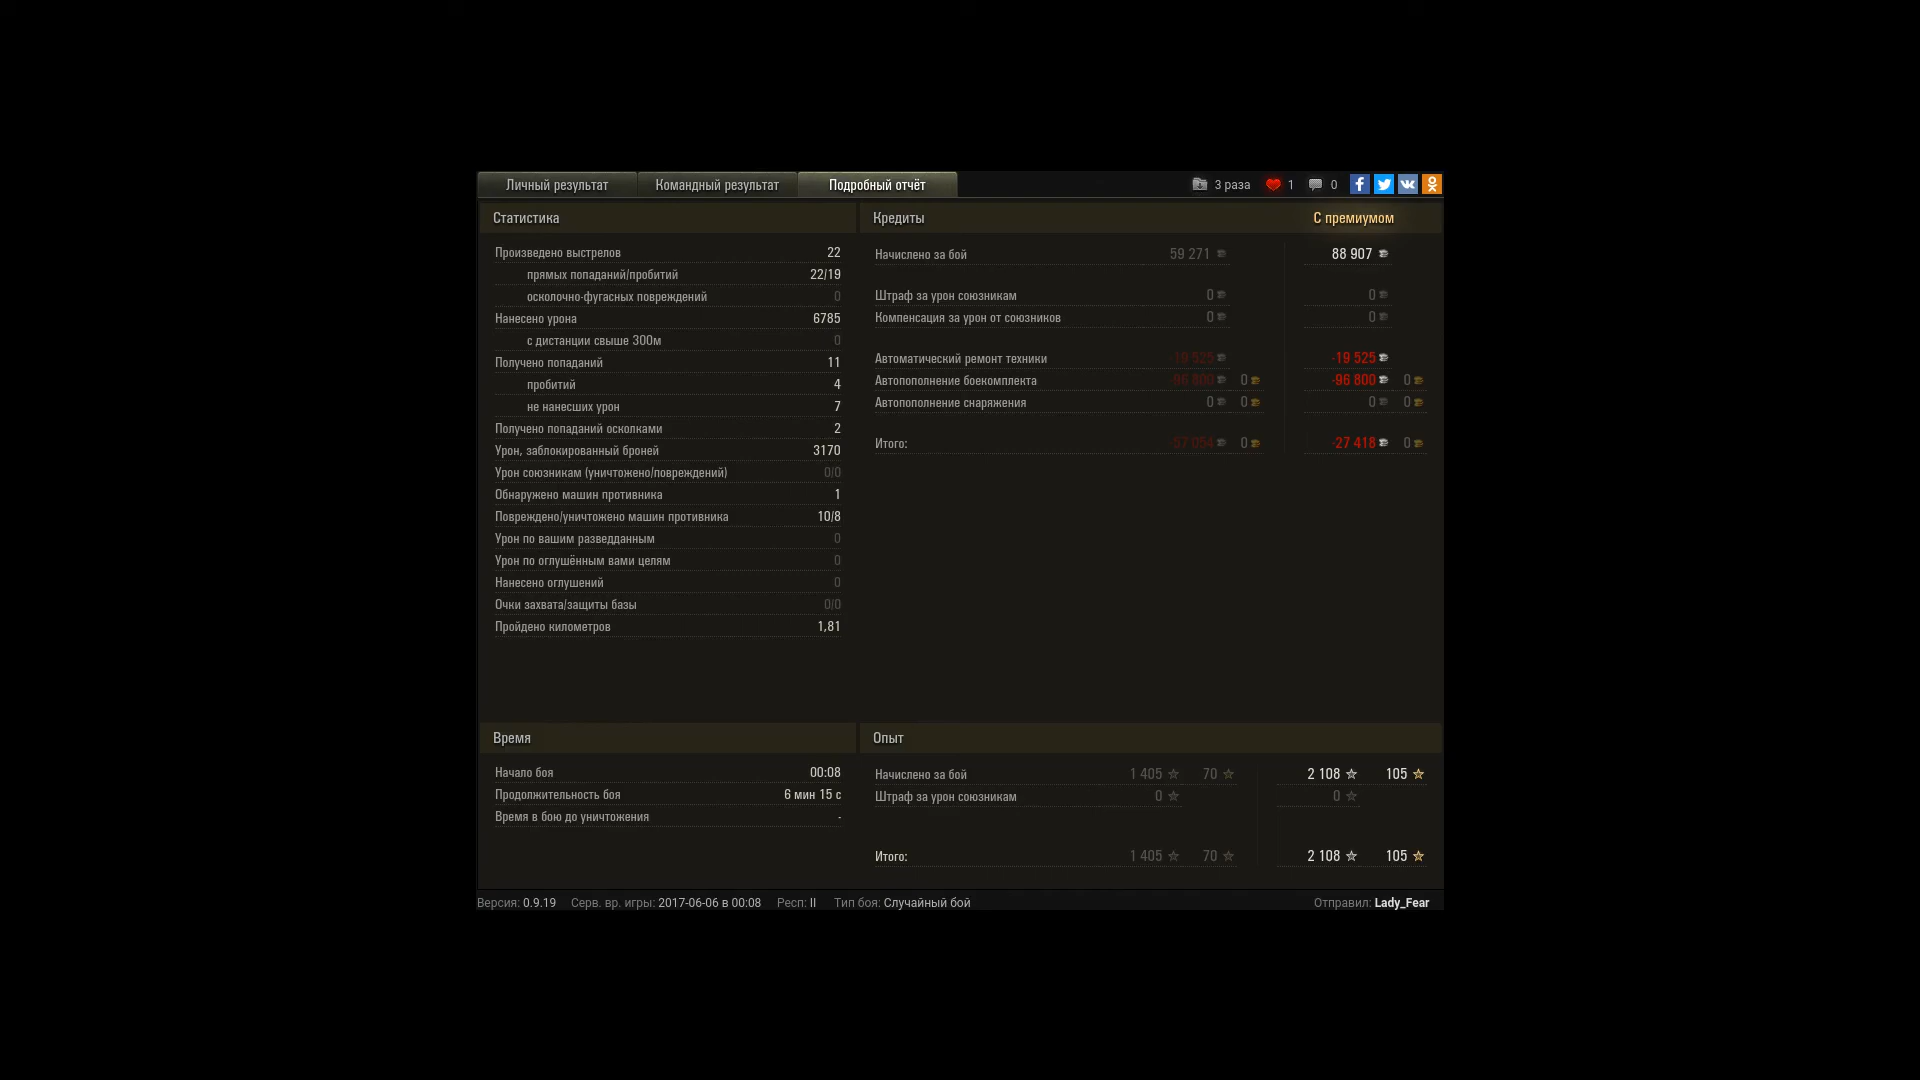 Личный результат Командный результат Подробный отчёт 3 раза 1 0
Статистика
Произведено выстрелов 22
прямых попаданий/пробитий 22/19
осколочно-фугасных повреждений 0
Нанесено урона 6785
с дистанции свыше 300м 0
Получено попаданий 11
пробитий 4
не нанесших урон 7
Получено попаданий осколками 2
Урон, заблокированный броней 3170
Урон союзникам (уничтожено/повреждений) 0/0
Обнаружено машин противника 1
Повреждено/уничтожено машин противника 10/8
Урон по вашим разведданным 0
Урон по оглушённым вами целям 0
Нанесено оглушений 0
Очки захвата/защиты базы 0/0
Пройдено километров 1,81
Кредиты С премиумом
Начислено за бой 59 271 88 907
Штраф за урон союзникам 0 0
Компенсация за урон от союзников 0 0
Автоматический ремонт техники -19 525 -19 525
Автопополнение боекомплекта -96 800 0 -96 800 0
Автопополнение снаряжения 0 0 0 0
Итого: -57 054 0 -27 418 0
Время
Начало боя 00:08
Продолжительность боя 6 мин 15 с
Время в бою до уничтожения -
Опыт
Начислено за бой 1 405 70 2 108 105
Штраф за урон союзникам 0 0
Итого: 1 405 70 2 108 105
Версия: 0.9.19 Серв. вр. игры: 2017-06-06 в 00:08 Респ: II Тип боя: Случайный бой Отправил: Lady_Fear